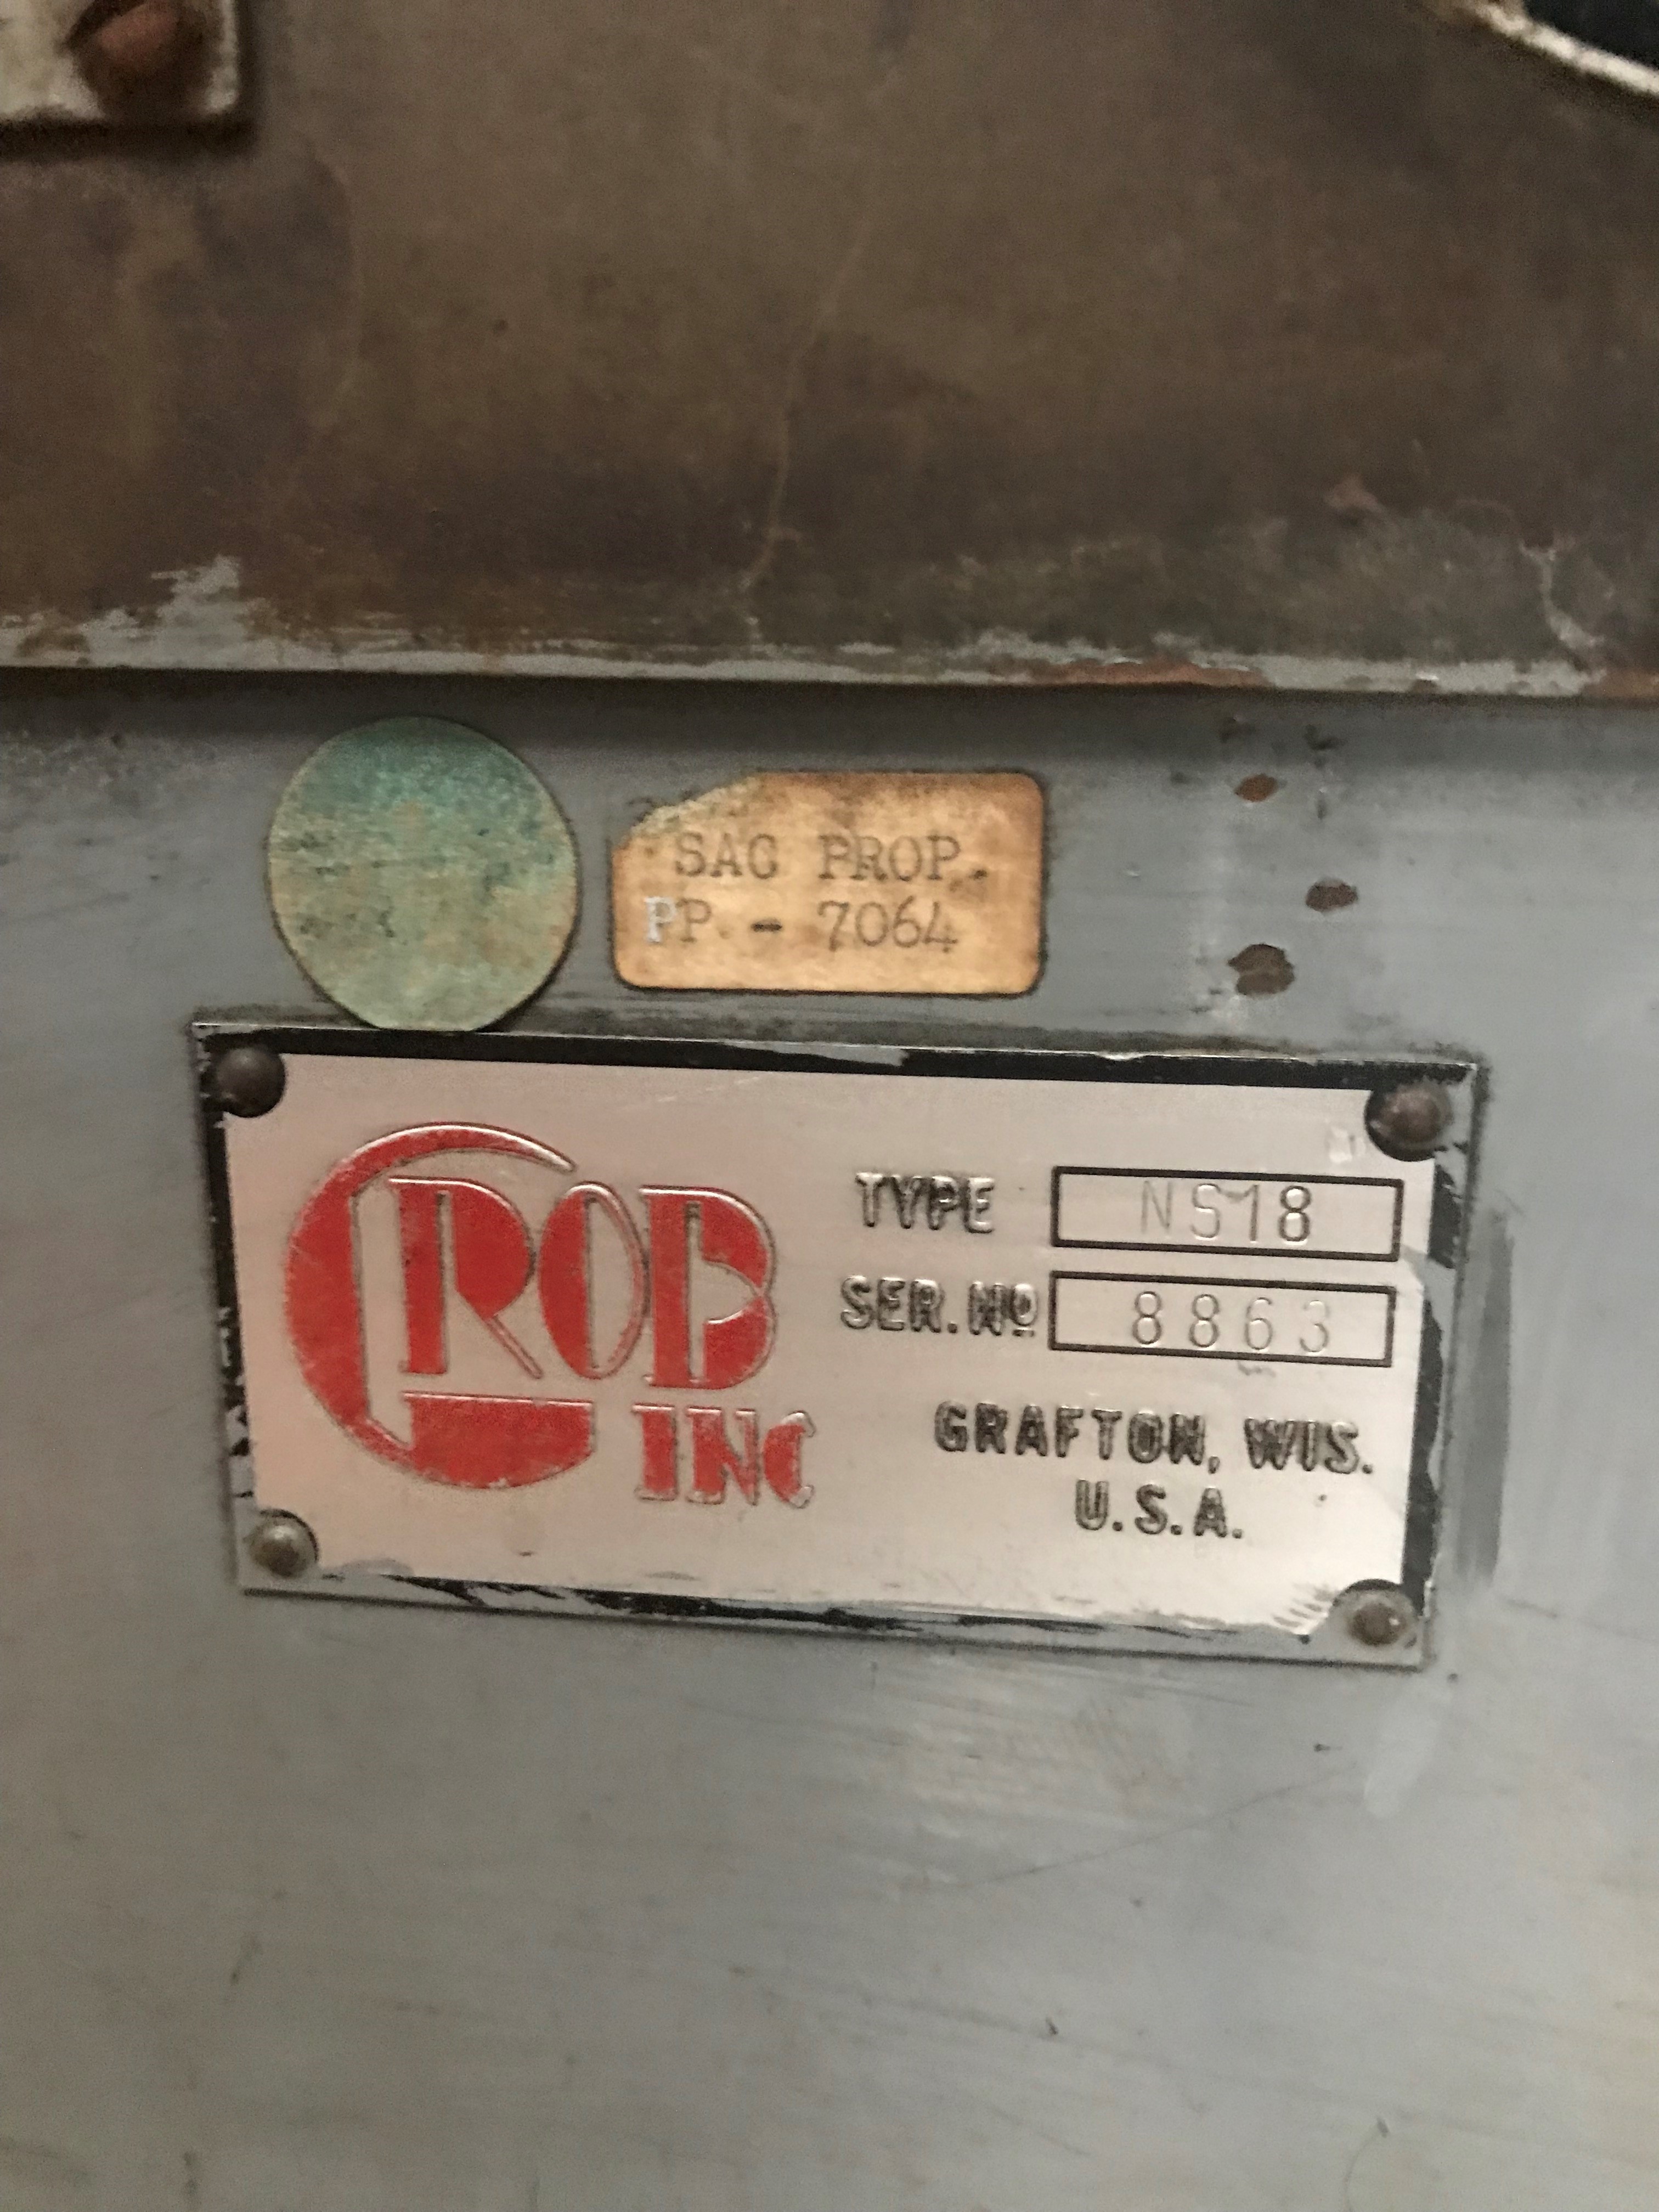 SAC PROP.
PP. - 7064
GROB
INC
TYPE NS18
SER. No 8863
GRAFTON, WIS.
U.S.A.